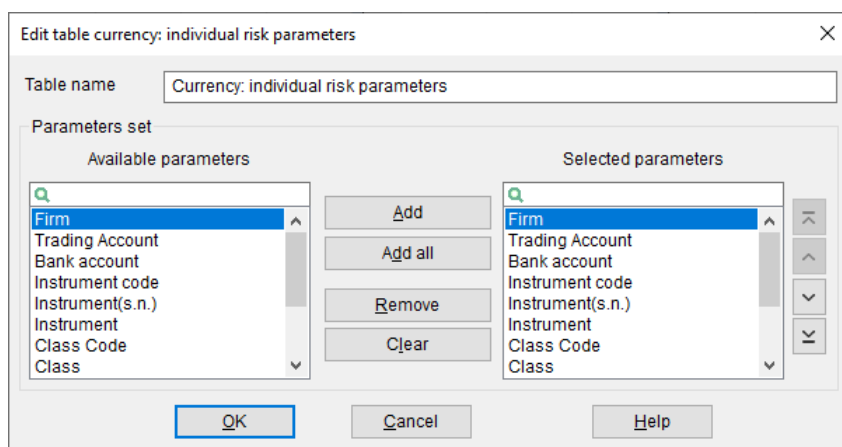 Edit table currency: individual risk parameters
Table name Currency: individual risk parameters
Parameters set
Available parameters Selected parameters
Firm Add Firm
Trading Account Trading Account
Bank account Add all Bank account
Instrument code Instrument code
Instrument(s.n.) Remove Instrument(s.n.)
Instrument Instrument
Class Code Clear Class Code
Class Class
OK Cancel Help